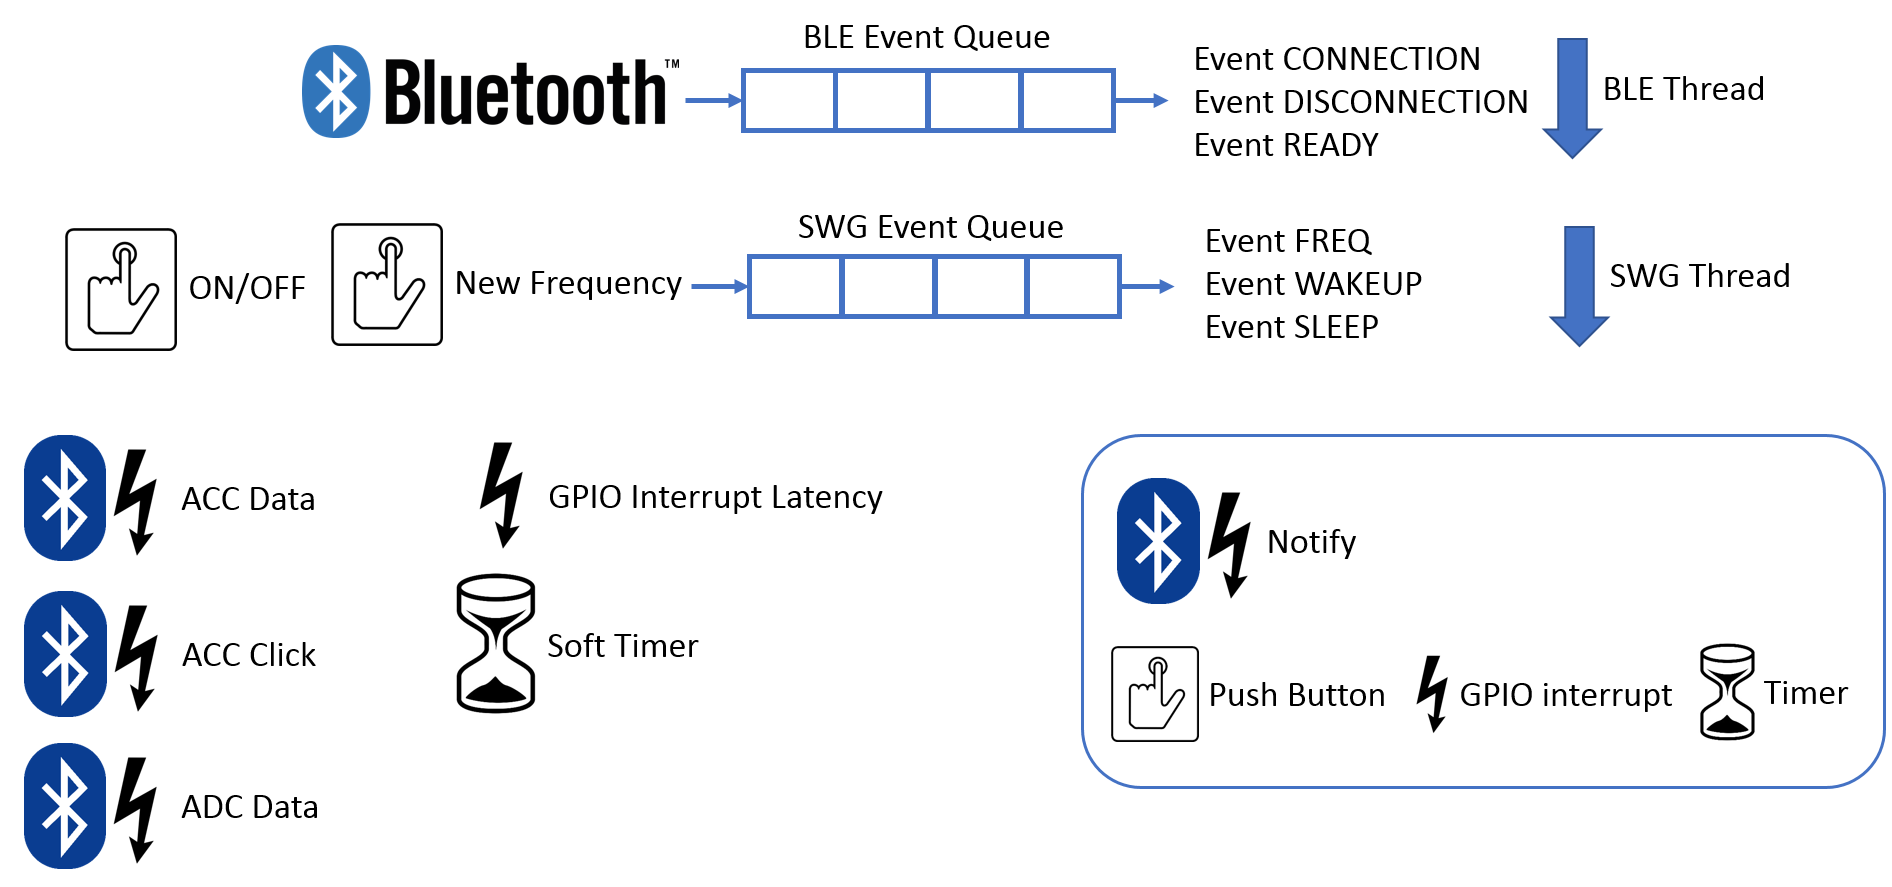 BLE Event Queue
Bluetooth™
Event CONNECTION
Event DISCONNECTION
Event READY
BLE Thread
SWG Event Queue
ON/OFF
New Frequency
Event FREQ
Event WAKEUP
Event SLEEP
SWG Thread
ACC Data
GPIO Interrupt Latency
Notify
ACC Click
Soft Timer
Push Button
GPIO interrupt
Timer
ADC Data